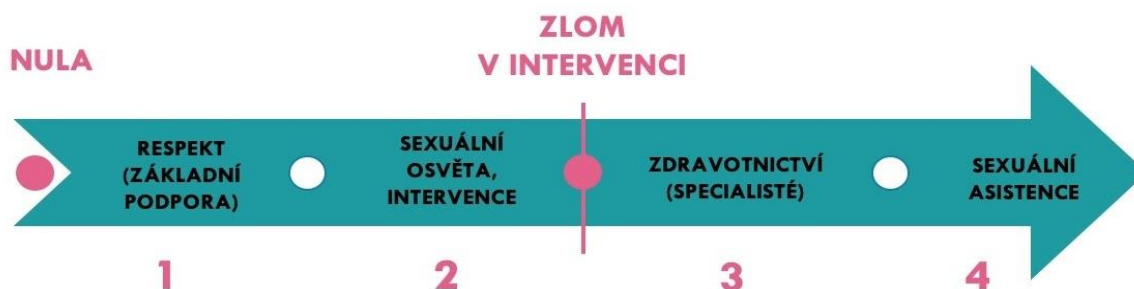 NULA
ZLOM
V INTERVENCI
RESPEKT
(ZÁKLADNÍ
PODPORA)
SEXUÁLNÍ
OSVĚTA,
INTERVENCE
ZDRAVOTNICTVÍ
(SPECIALISTÉ)
SEXUÁLNÍ
ASISTENCE
1
2
3
4